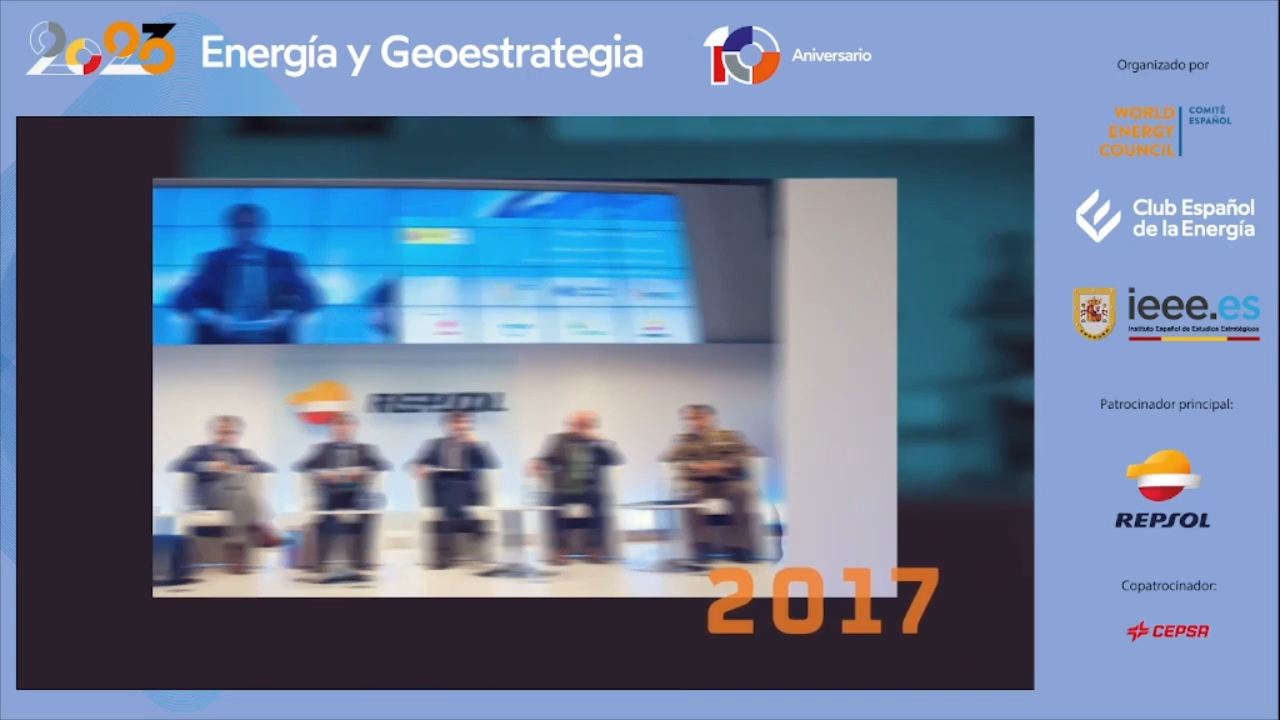 2023
Energía y Geoestrategia
10
Aniversario
Organizado por
WORLD
ENERGY
COUNCIL
COMITÉ
ESPAÑOL
Club Español
de la Energía
ieee.es
Instituto Español de Estudios Estratégicos
Patrocinador principal:
REPSOL
Copatrocinador:
CEPSA
REPSOL
2017